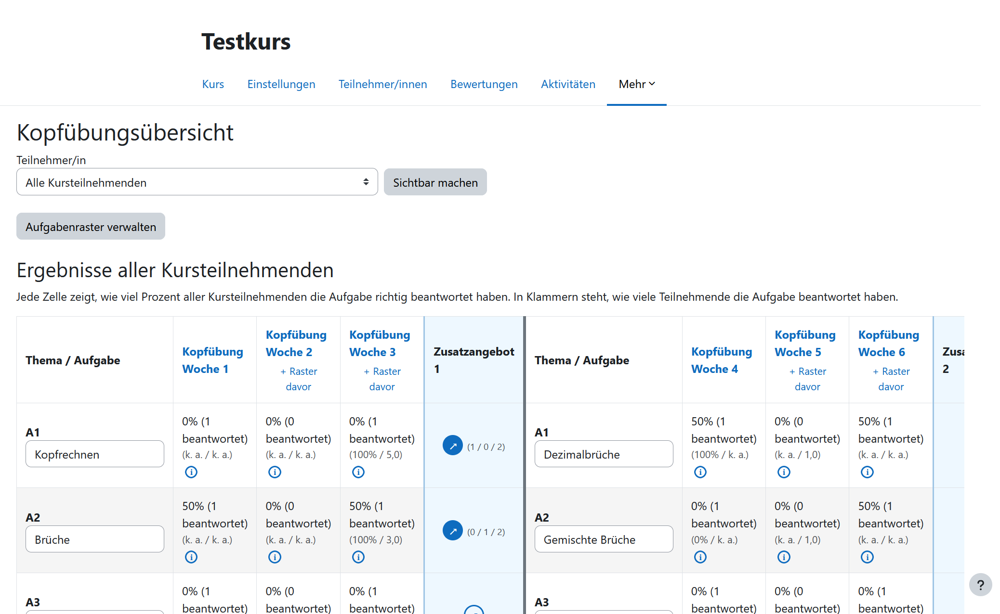 Testkurs
Kurs Einstellungen Teilnehmer/innen Bewertungen Aktivitäten Mehr
Kopfübungsübersicht
Teilnehmer/in
Alle Kursteilnehmenden Sichtbar machen
Aufgabenraster verwalten
Ergebnisse aller Kursteilnehmenden
Jede Zelle zeigt, wie viel Prozent aller Kursteilnehmenden die Aufgabe richtig beantwortet haben. In Klammern steht, wie viele Teilnehmende die Aufgabe beantwortet haben.
Thema / Aufgabe
Kopfübung
Woche 1
Kopfübung
Woche 2
+ Raster
davor
Kopfübung
Woche 3
+ Raster
davor
Zusatzangebot
1
Thema / Aufgabe
Kopfübung
Woche 4
Kopfübung
Woche 5
+ Raster
davor
Kopfübung
Woche 6
+ Raster
davor
2
A1
Kopfrechnen
0% (1
beantwortet)
(k. a. / k. a.)
0% (0
beantwortet)
(k. a. / k. a.)
0% (1
beantwortet)
(100% / 5,0)
(1 / 0 / 2)
A1
Dezimalbrüche
50% (1
beantwortet)
(100% / k. a.)
0% (0
beantwortet)
(k. a. / 1,0)
50% (1
beantwortet)
(k. a. / k. a.)
A2
Brüche
50% (1
beantwortet)
(k. a. / k. a.)
0% (0
beantwortet)
(k. a. / k. a.)
50% (1
beantwortet)
(100% / 3,0)
(0 / 1 / 2)
A2
Gemischte Brüche
0% (1
beantwortet)
(0% / k. a.)
0% (0
beantwortet)
(k. a. / 1,0)
50% (1
beantwortet)
(k. a. / k. a.)
A3
0% (1
beantwortet)
0% (0
beantwortet)
0% (1
beantwortet)
A3
0% (1
beantwortet)
0% (0
beantwortet)
0% (1
beantwortet)
?